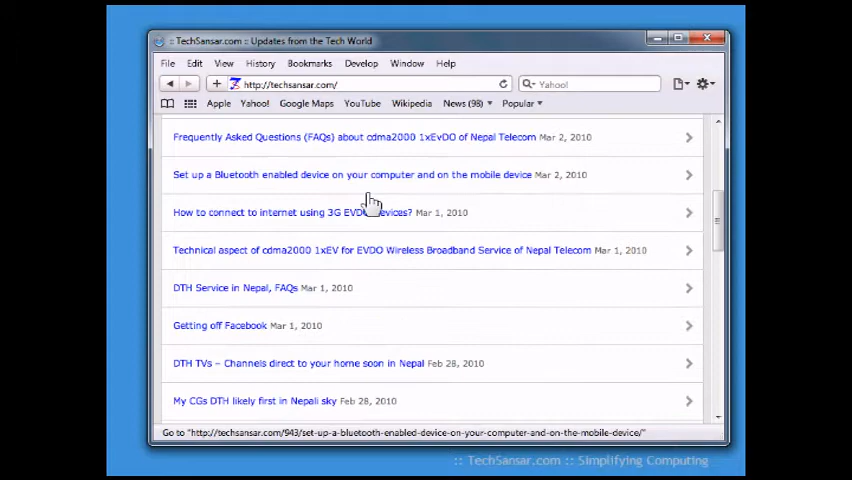 :: TechSansar.com :: Updates from the Tech World
File Edit View History Bookmarks Develop Window Help
http://techsansar.com/ Yahoo!
Apple Yahoo! Google Maps YouTube Wikipedia News (98) Popular
Frequently Asked Questions (FAQs) about cdma2000 1xEvDO of Nepal Telecom Mar 2, 2010
Set up a Bluetooth enabled device on your computer and on the mobile device Mar 2, 2010
How to connect to internet using 3G EVDO devices? Mar 1, 2010
Technical aspect of cdma2000 1xEV for EVDO Wireless Broadband Service of Nepal Telecom Mar 1, 2010
DTH Service in Nepal, FAQs Mar 1, 2010
Getting off Facebook Mar 1, 2010
DTH TVs – Channels direct to your home soon in Nepal Feb 28, 2010
My CGs DTH likely first in Nepali sky Feb 28, 2010
Go to "http://techsansar.com/943/set-up-a-bluetooth-enabled-device-on-your-computer-and-on-the-mobile-device/"
:: TechSansar.com :: Simplifying Computing